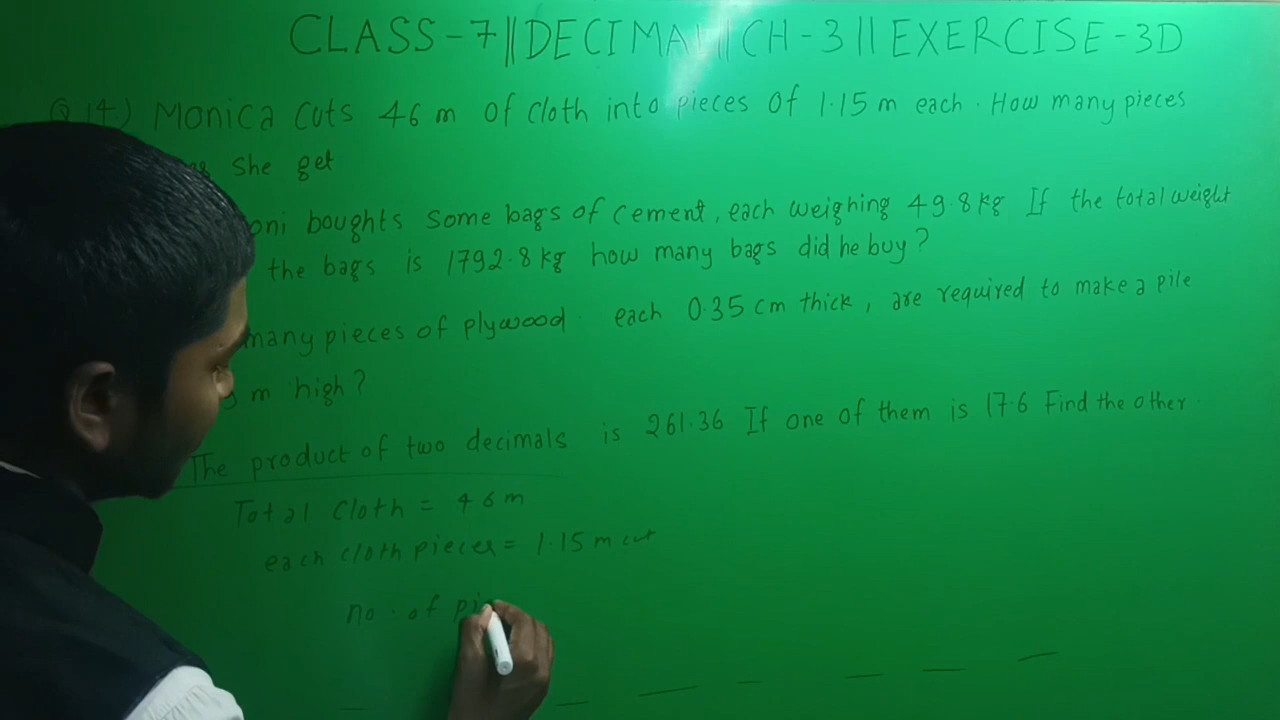 CLASS-7||DECIMAL||CH-3||EXERCISE-3D
Q 14) Monica cuts 46 m of cloth into pieces of 1.15 m each. How many pieces
she get
oni boughts some bags of cement, each weighing 49.8 kg If the total weight
the bags is 1792.8 kg how many bags did he buy?
many pieces of plywood. each 0.35 cm thick, are required to make a pile
m high?
The product of two decimals is 261.36 If one of them is 17.6 Find the other.
Total cloth = 46 m
each cloth pieces = 1.15 m cut
no. of pi